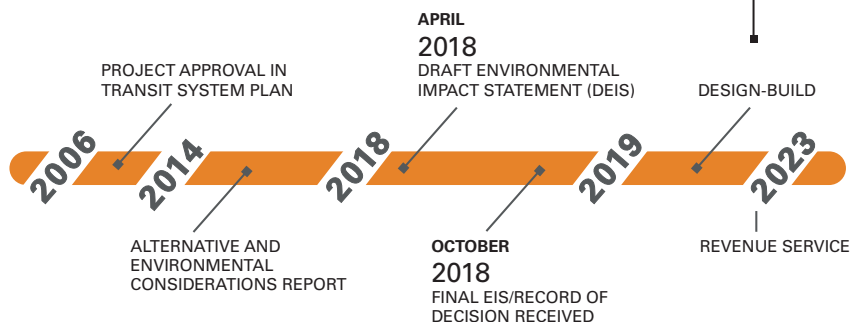 APRIL
2018
DRAFT ENVIRONMENTAL
IMPACT STATEMENT (DEIS)
PROJECT APPROVAL IN
TRANSIT SYSTEM PLAN
DESIGN-BUILD
2006
2014
2018
2019
2023
ALTERNATIVE AND
ENVIRONMENTAL
CONSIDERATIONS REPORT
OCTOBER
2018
FINAL EIS/RECORD OF
DECISION RECEIVED
REVENUE SERVICE